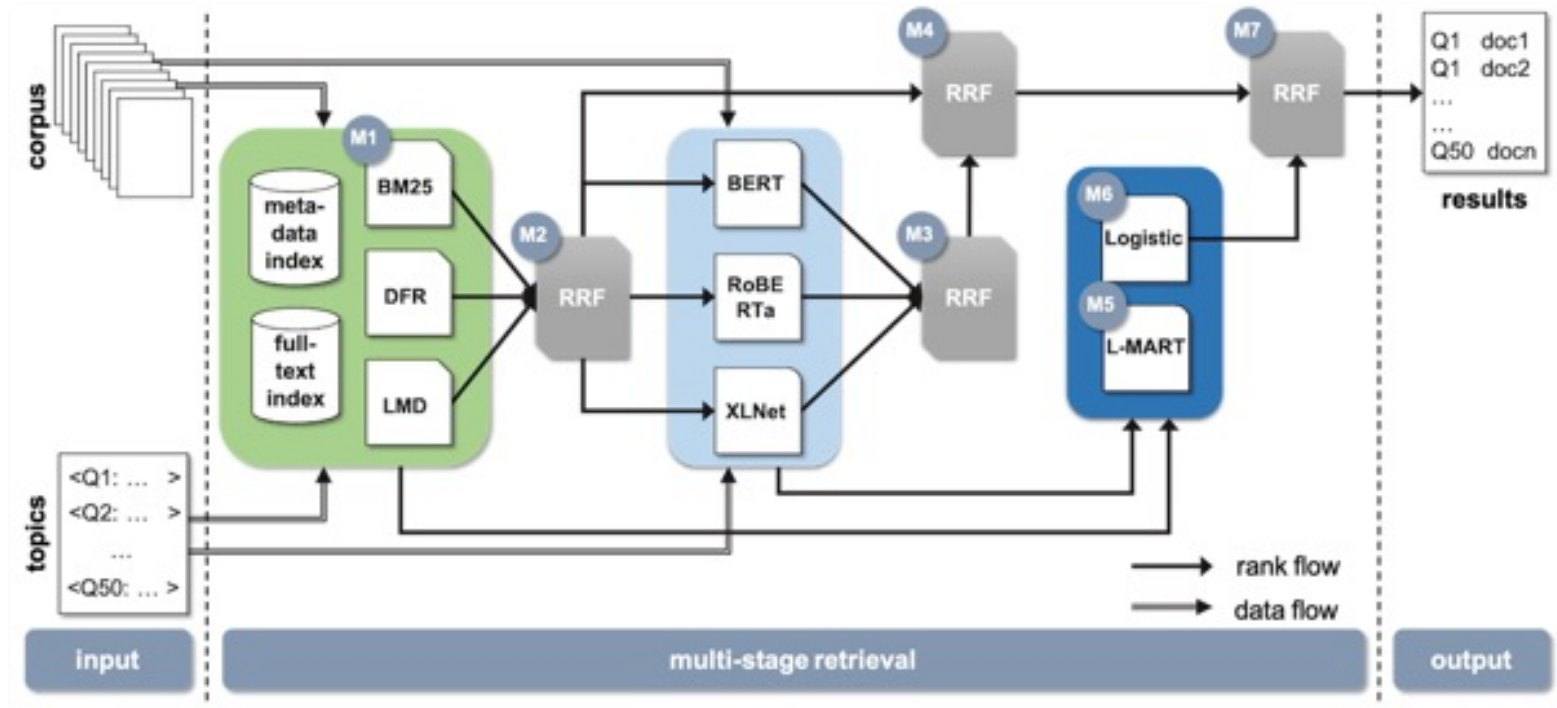 corpus
topics
<Q1: ... >
<Q2: ... >
...
<Q50: ... >
input
meta-
data
index
full-
text
index
M1
BM25
DFR
LMD
M2
RRF
BERT
RoBE
RTa
XLNet
M3
RRF
M4
RRF
M6
Logistic
M5
L-MART
M7
RRF
rank flow
data flow
multi-stage retrieval
Q1 doc1
Q1 doc2
...
...
Q50 docn
results
output